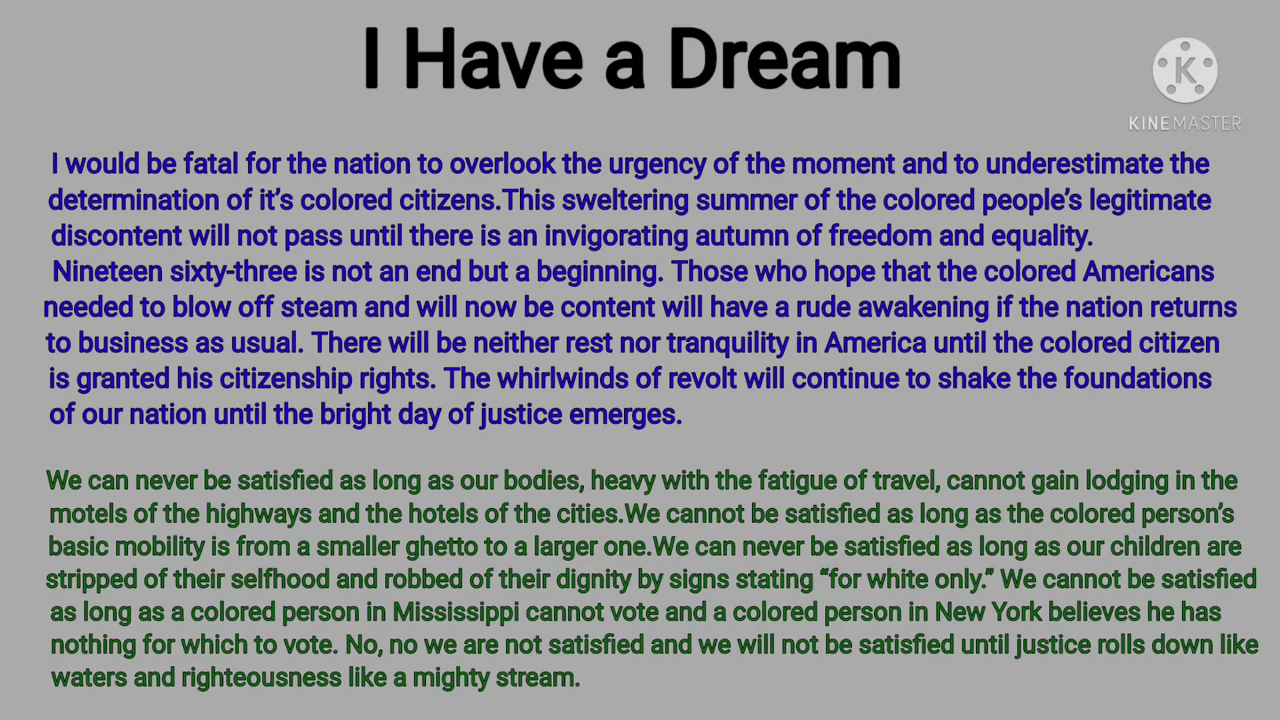 I Have a Dream
K
KINEMASTER
I would be fatal for the nation to overlook the urgency of the moment and to underestimate the
determination of it's colored citizens.This sweltering summer of the colored people's legitimate
discontent will not pass until there is an invigorating autumn of freedom and equality.
Nineteen sixty-three is not an end but a beginning. Those who hope that the colored Americans
needed to blow off steam and will now be content will have a rude awakening if the nation returns
to business as usual. There will be neither rest nor tranquility in America until the colored citizen
is granted his citizenship rights. The whirlwinds of revolt will continue to shake the foundations
of our nation until the bright day of justice emerges.
We can never be satisfied as long as our bodies, heavy with the fatigue of travel, cannot gain lodging in the
motels of the highways and the hotels of the cities.We cannot be satisfied as long as the colored person's
basic mobility is from a smaller ghetto to a larger one.We can never be satisfied as long as our children are
stripped of their selfhood and robbed of their dignity by signs stating “for white only.” We cannot be satisfied
as long as a colored person in Mississippi cannot vote and a colored person in New York believes he has
nothing for which to vote. No, no we are not satisfied and we will not be satisfied until justice rolls down like
waters and righteousness like a mighty stream.